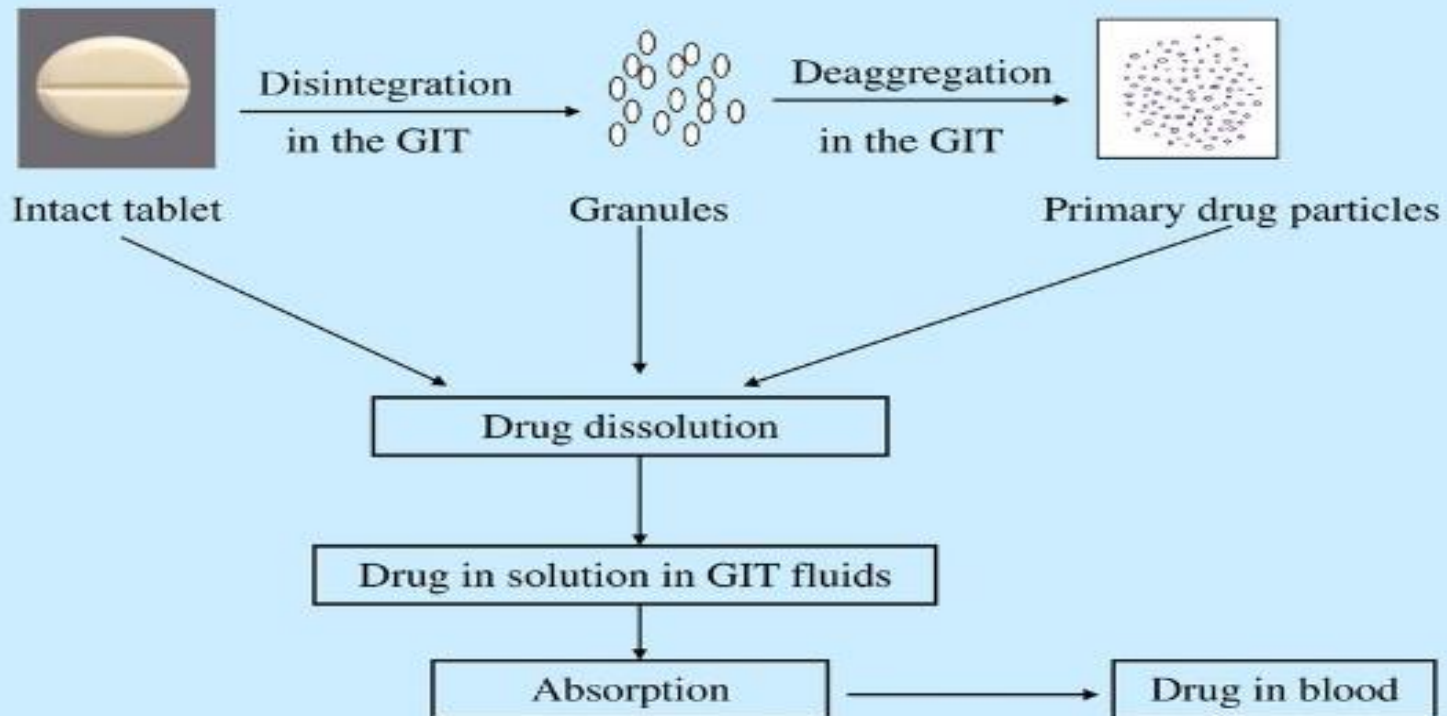 Disintegration
in the GIT
Deaggregation
in the GIT
Intact tablet
Granules
Primary drug particles
Drug dissolution
Drug in solution in GIT fluids
Absorption
Drug in blood